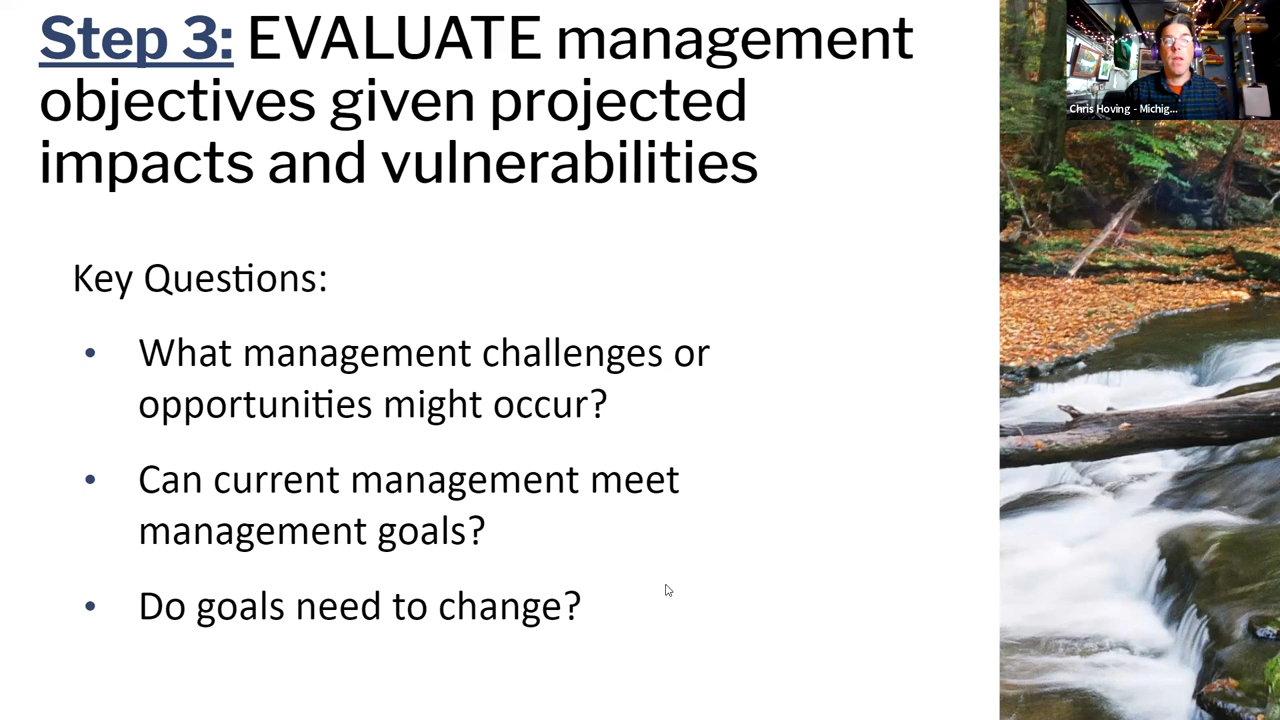 Step 3: EVALUATE management
objectives given projected
impacts and vulnerabilities
Chris Hoving - Michig...
Key Questions:
• What management challenges or
opportunities might occur?
• Can current management meet
management goals?
• Do goals need to change?